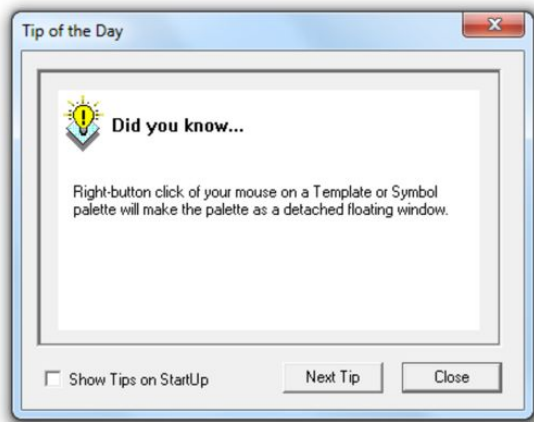 Tip of the Day
Did you know...
Right-button click of your mouse on a Template or Symbol
palette will make the palette as a detached floating window.
Show Tips on StartUp
Next Tip
Close